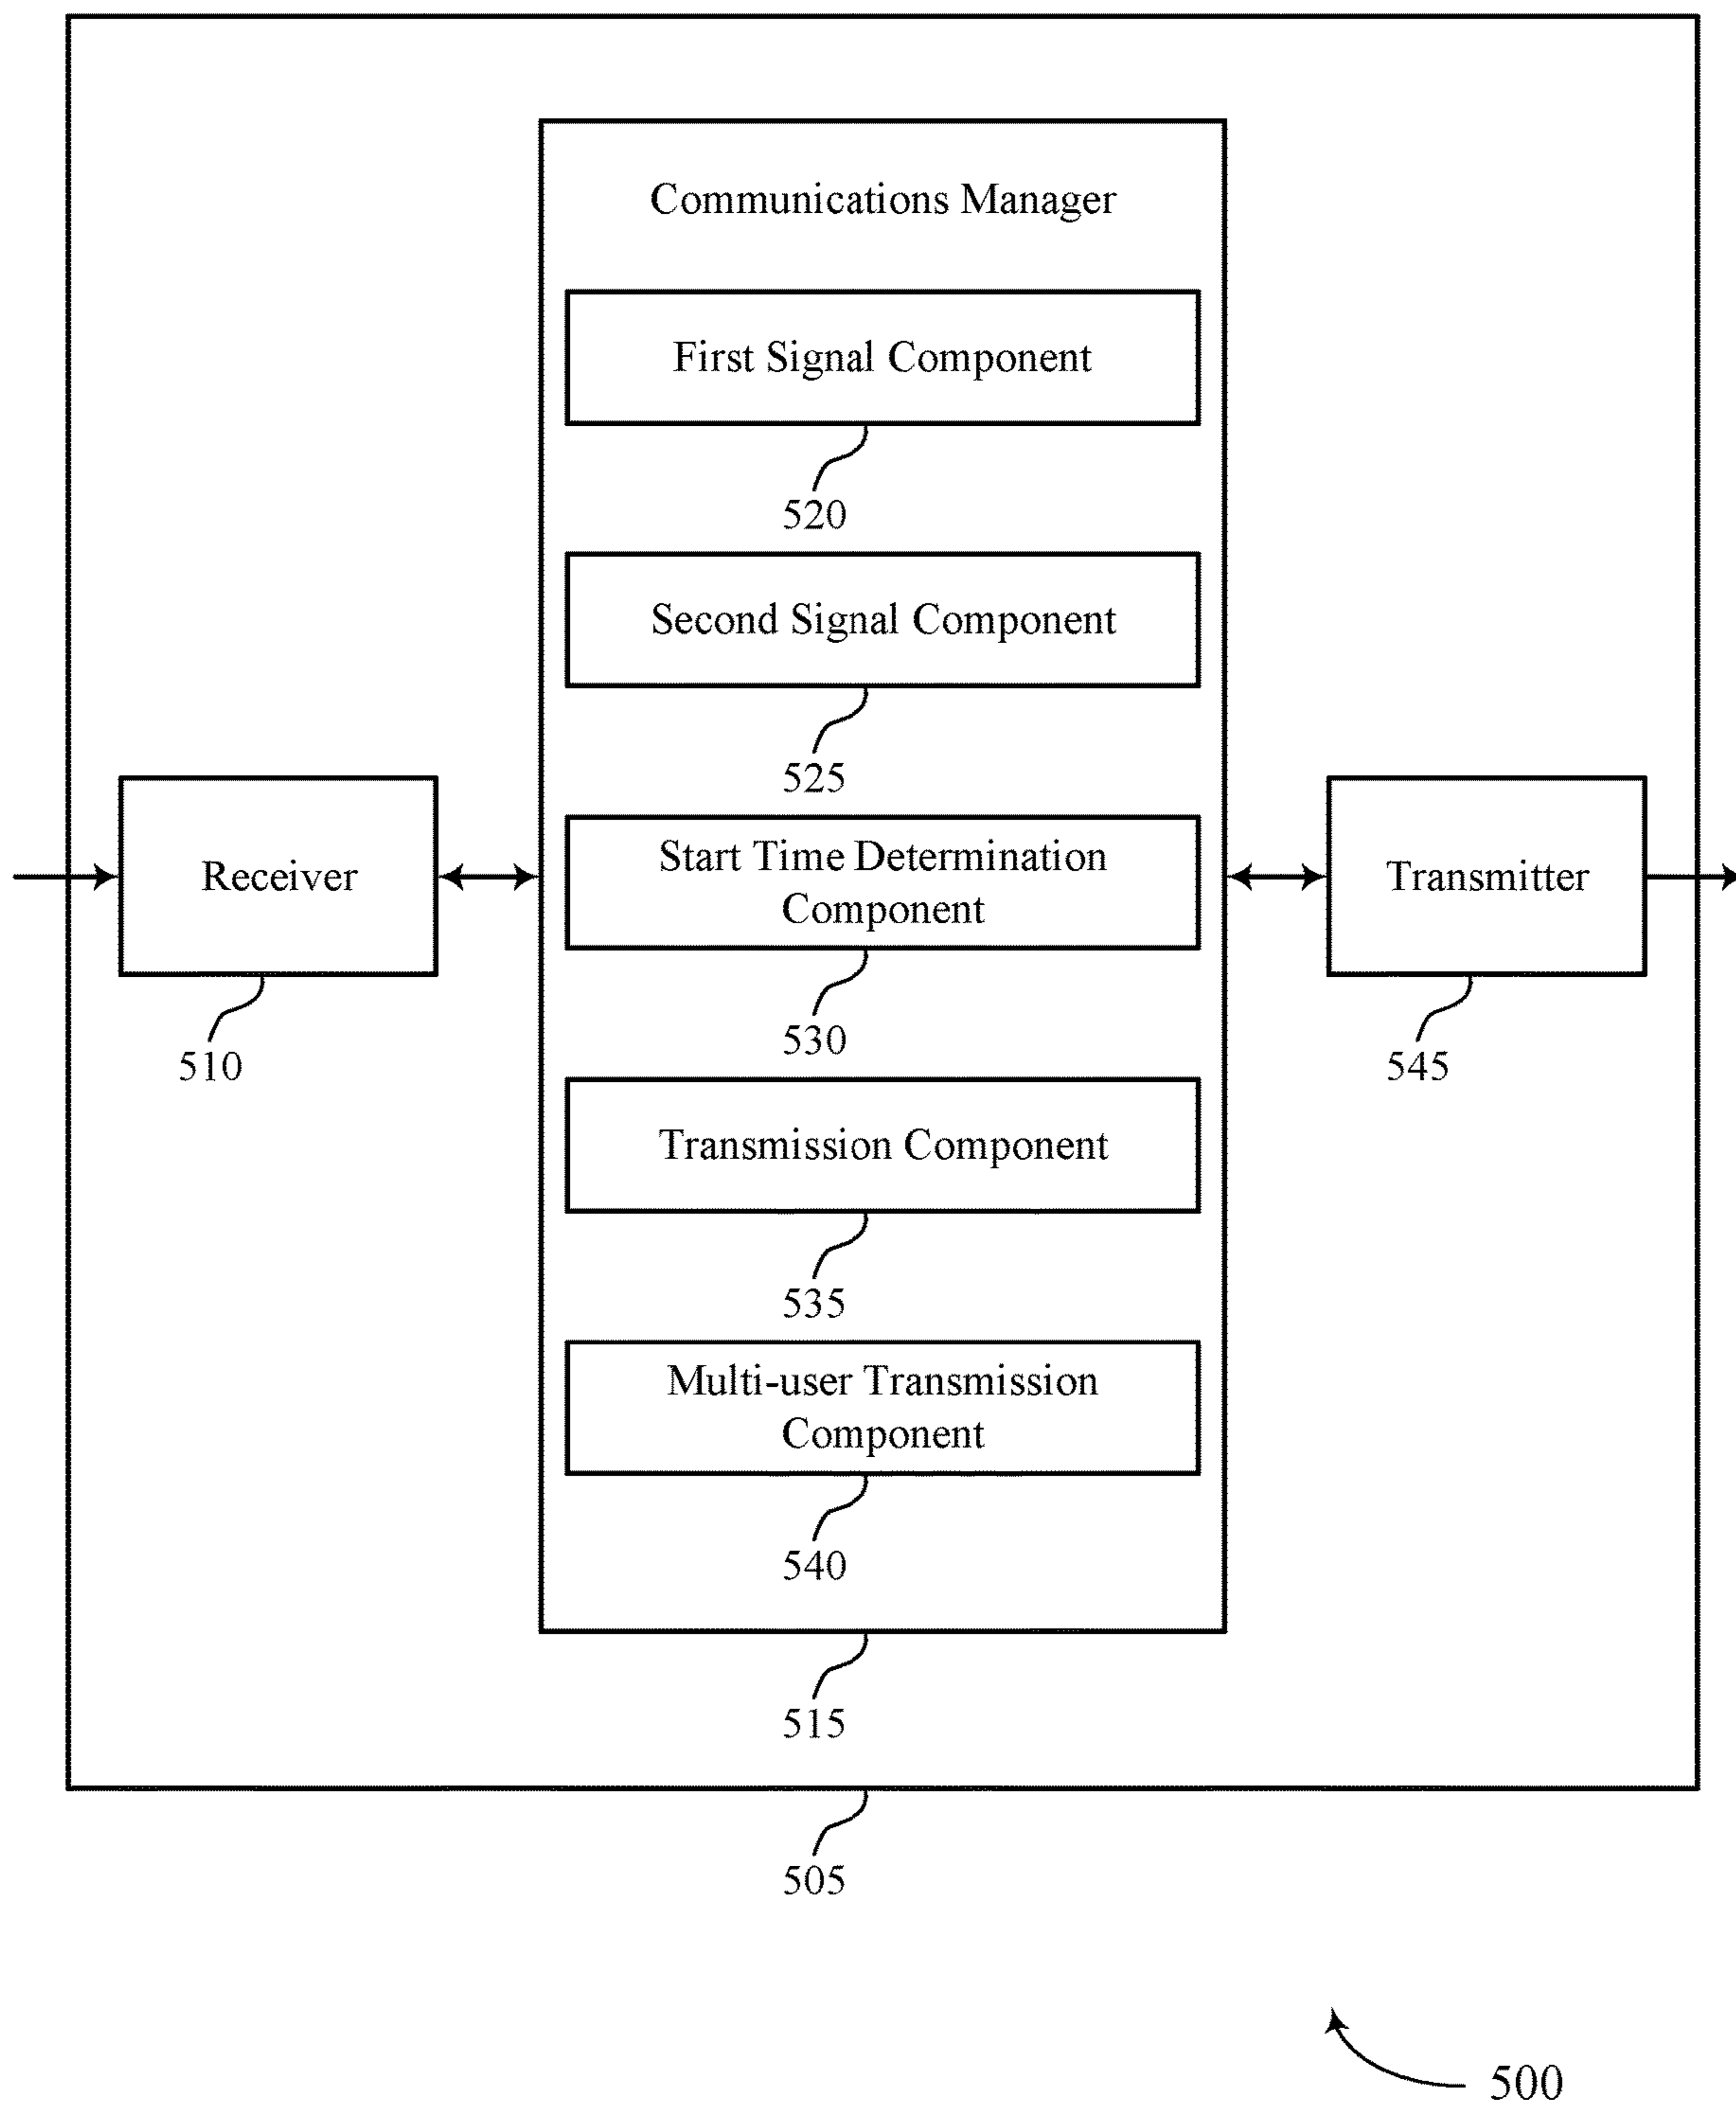 Communications Manager
First Signal Component
520
Second Signal Component
525
Receiver
510
Start Time Determination
Component
530
Transmitter
545
Transmission Component
535
Multi-user Transmission
Component
540
515
505
500